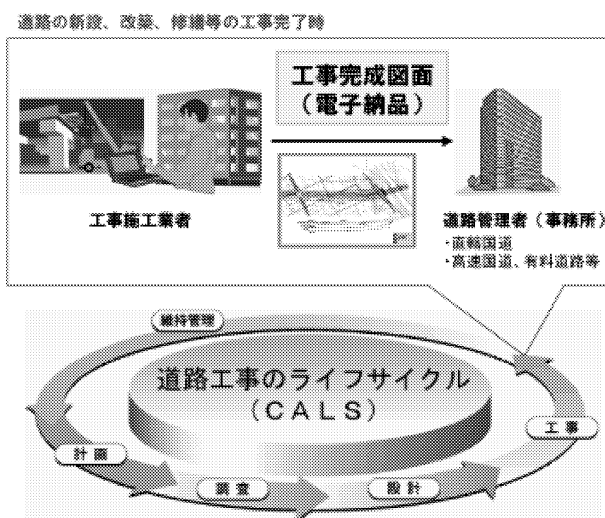 道路の新設、改築、修繕等の工事完了時
工事完成図面
（電子納品）
工事施工業者
道路管理者（事務所）
・直轄国道
・高速国道、有料道路等
維持管理
道路工事のライフサイクル
（ＣＡＬＳ）
工事
計画
調査
設計